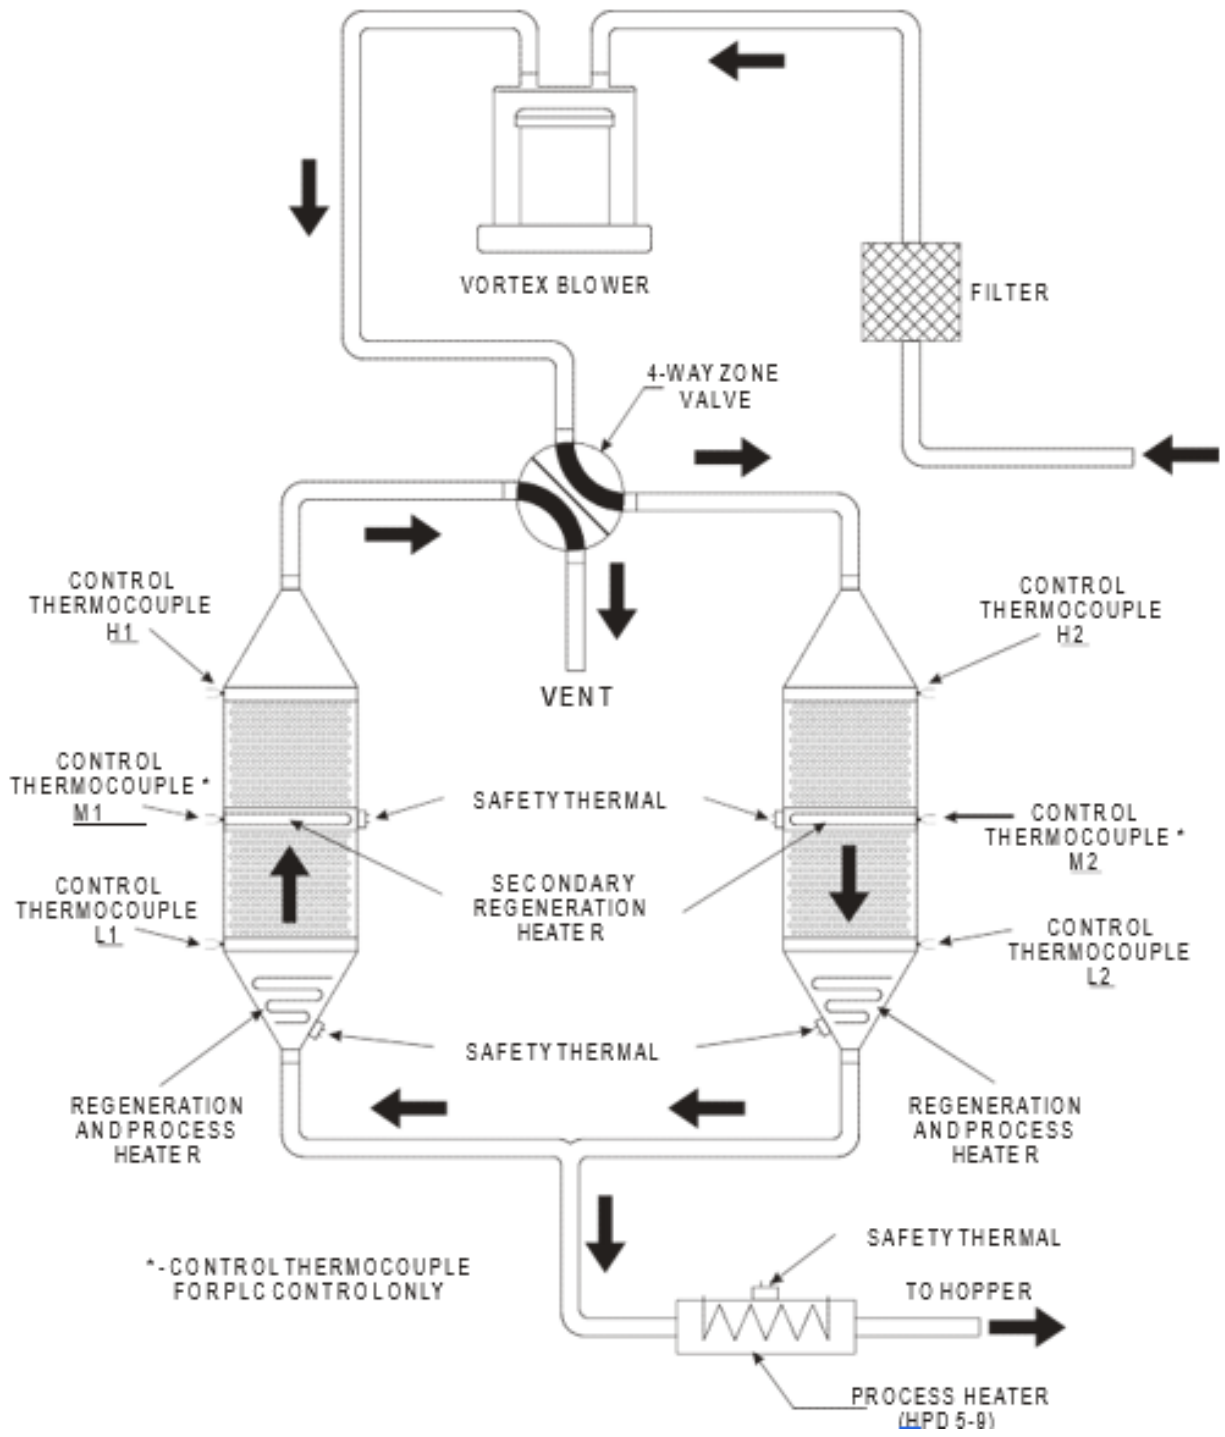 VORTEX BLOWER
FILTER
4-WAY ZONE
VALVE
CONTROL
THERMOCOUPLE
H1
CONTROL
THERMOCOUPLE
H2
VENT
CONTROL
THERMOCOUPLE *
M1
SAFETY THERMAL
CONTROL
THERMOCOUPLE *
M2
CONTROL
THERMOCOUPLE
L1
SECONDARY
REGENERATION
HEATER
CONTROL
THERMOCOUPLE
L2
SAFETY THERMAL
REGENERATION
AND PROCESS
HEATER
REGENERATION
AND PROCESS
HEATER
*- CONTROL THERMOCOUPLE
FOR PLC CONTROL ONLY
SAFETY THERMAL
TO HOPPER
PROCESS HEATER
(HPD 5-9)